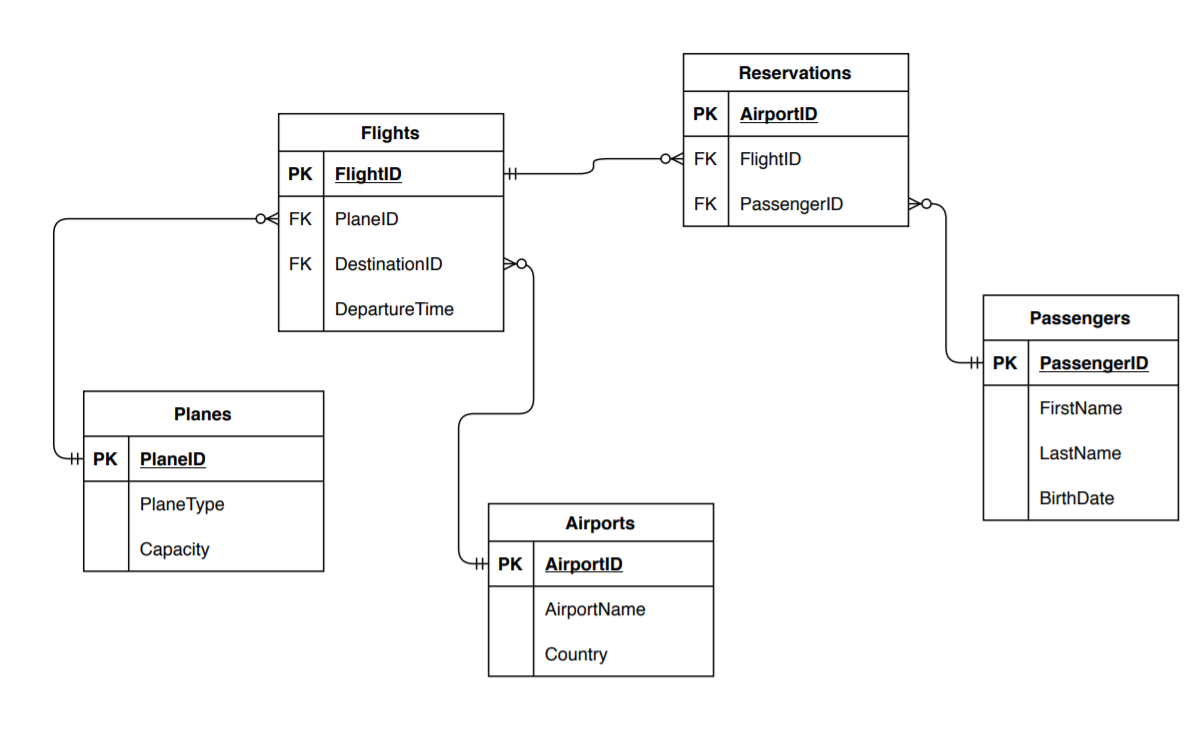 Reservations
PK AirportID
FK FlightID
FK PassengerID
Flights
PK FlightID
FK PlaneID
FK DestinationID
DepartureTime
Passengers
PK PassengerID
FirstName
LastName
BirthDate
Planes
PK PlaneID
PlaneType
Capacity
Airports
PK AirportID
AirportName
Country